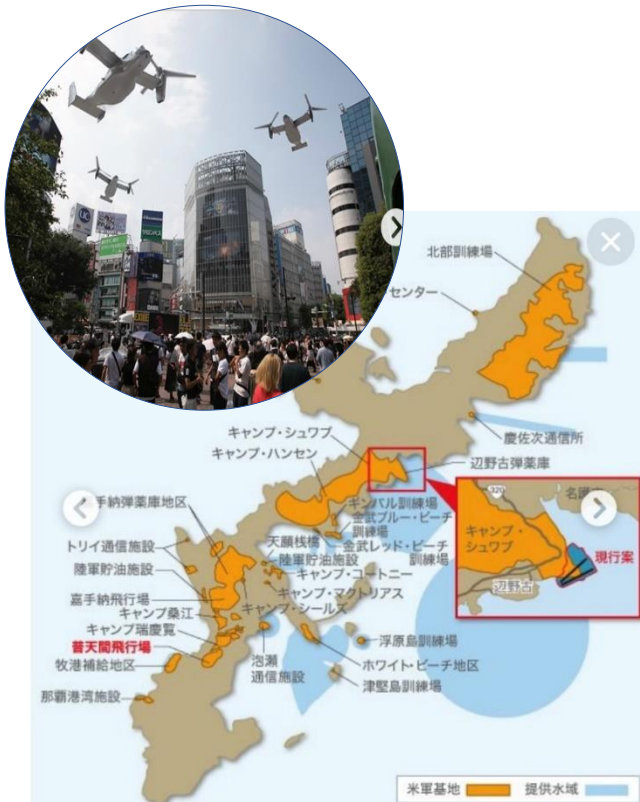 北部訓練場
センター
慶佐次通信所
キャンプ・シュワブ
キャンプ・ハンセン
辺野古弾薬庫
320
キャンプ・
シュワブ
現行案
辺野古
ギンバル訓練場
金武ブルー・ビーチ
訓練場
金武レッド・ビーチ
訓練場
手納弾薬庫地区
天願桟橋
トリイ通信施設
陸軍貯油施設
陸軍貯油施設
キャンプ・コートニー
キャンプ・マクトリアス
嘉手納飛行場
キャンプ・シールズ
キャンプ桑江
キャンプ瑞慶覧
普天間飛行場
泡瀬
通信施設
浮原島訓練場
牧港補給地区
ホワイト・ビーチ地区
津堅島訓練場
那覇港湾施設
米軍基地
提供水域